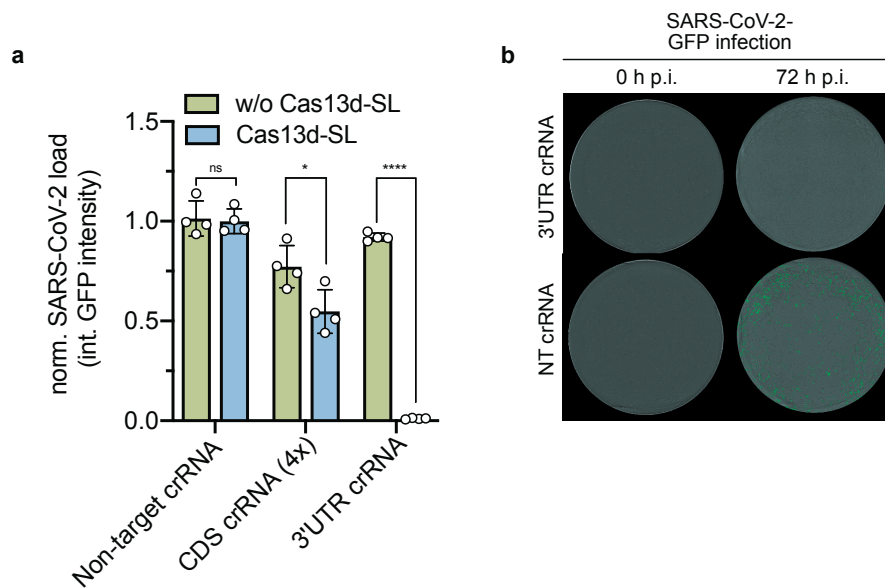 a
w/o Cas13d-SL
Cas13d-SL
norm. SARS-CoV-2 load
(int. GFP intensity)
1.5
1.0
0.5
0.0
ns
*
****
Non-target crRNA
CDS crRNA (4x)
3'UTR crRNA
b
SARS-CoV-2-
GFP infection
0 h p.i.
72 h p.i.
3'UTR crRNA
NT crRNA